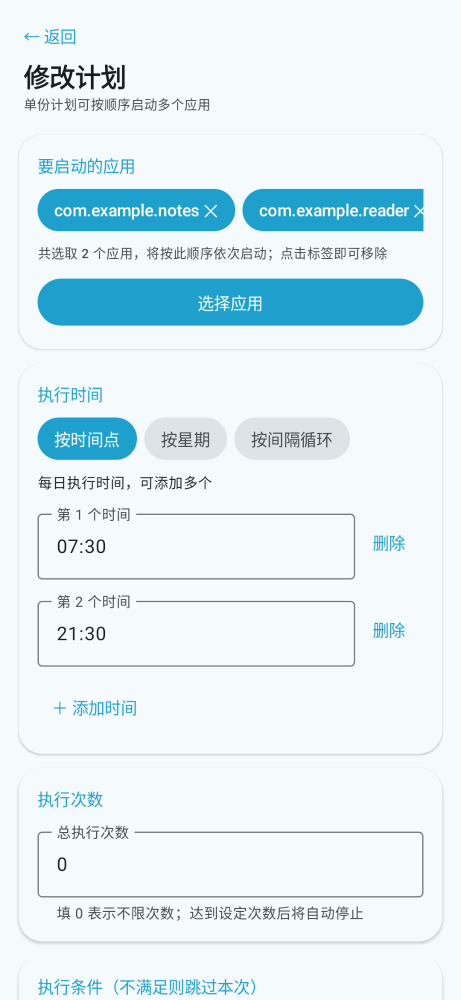 ← 返回
修改计划
单份计划可按顺序启动多个应用
要启动的应用
com.example.notes × com.example.reader ×
共选取 2 个应用，将按此顺序依次启动；点击标签即可移除
选择应用
执行时间
按时间点 按星期 按间隔循环
每日执行时间，可添加多个
第 1 个时间
07:30 删除
第 2 个时间
21:30 删除
＋ 添加时间
执行次数
总执行次数
0
填 0 表示不限次数；达到设定次数后将自动停止
执行条件（不满足则跳过本次）